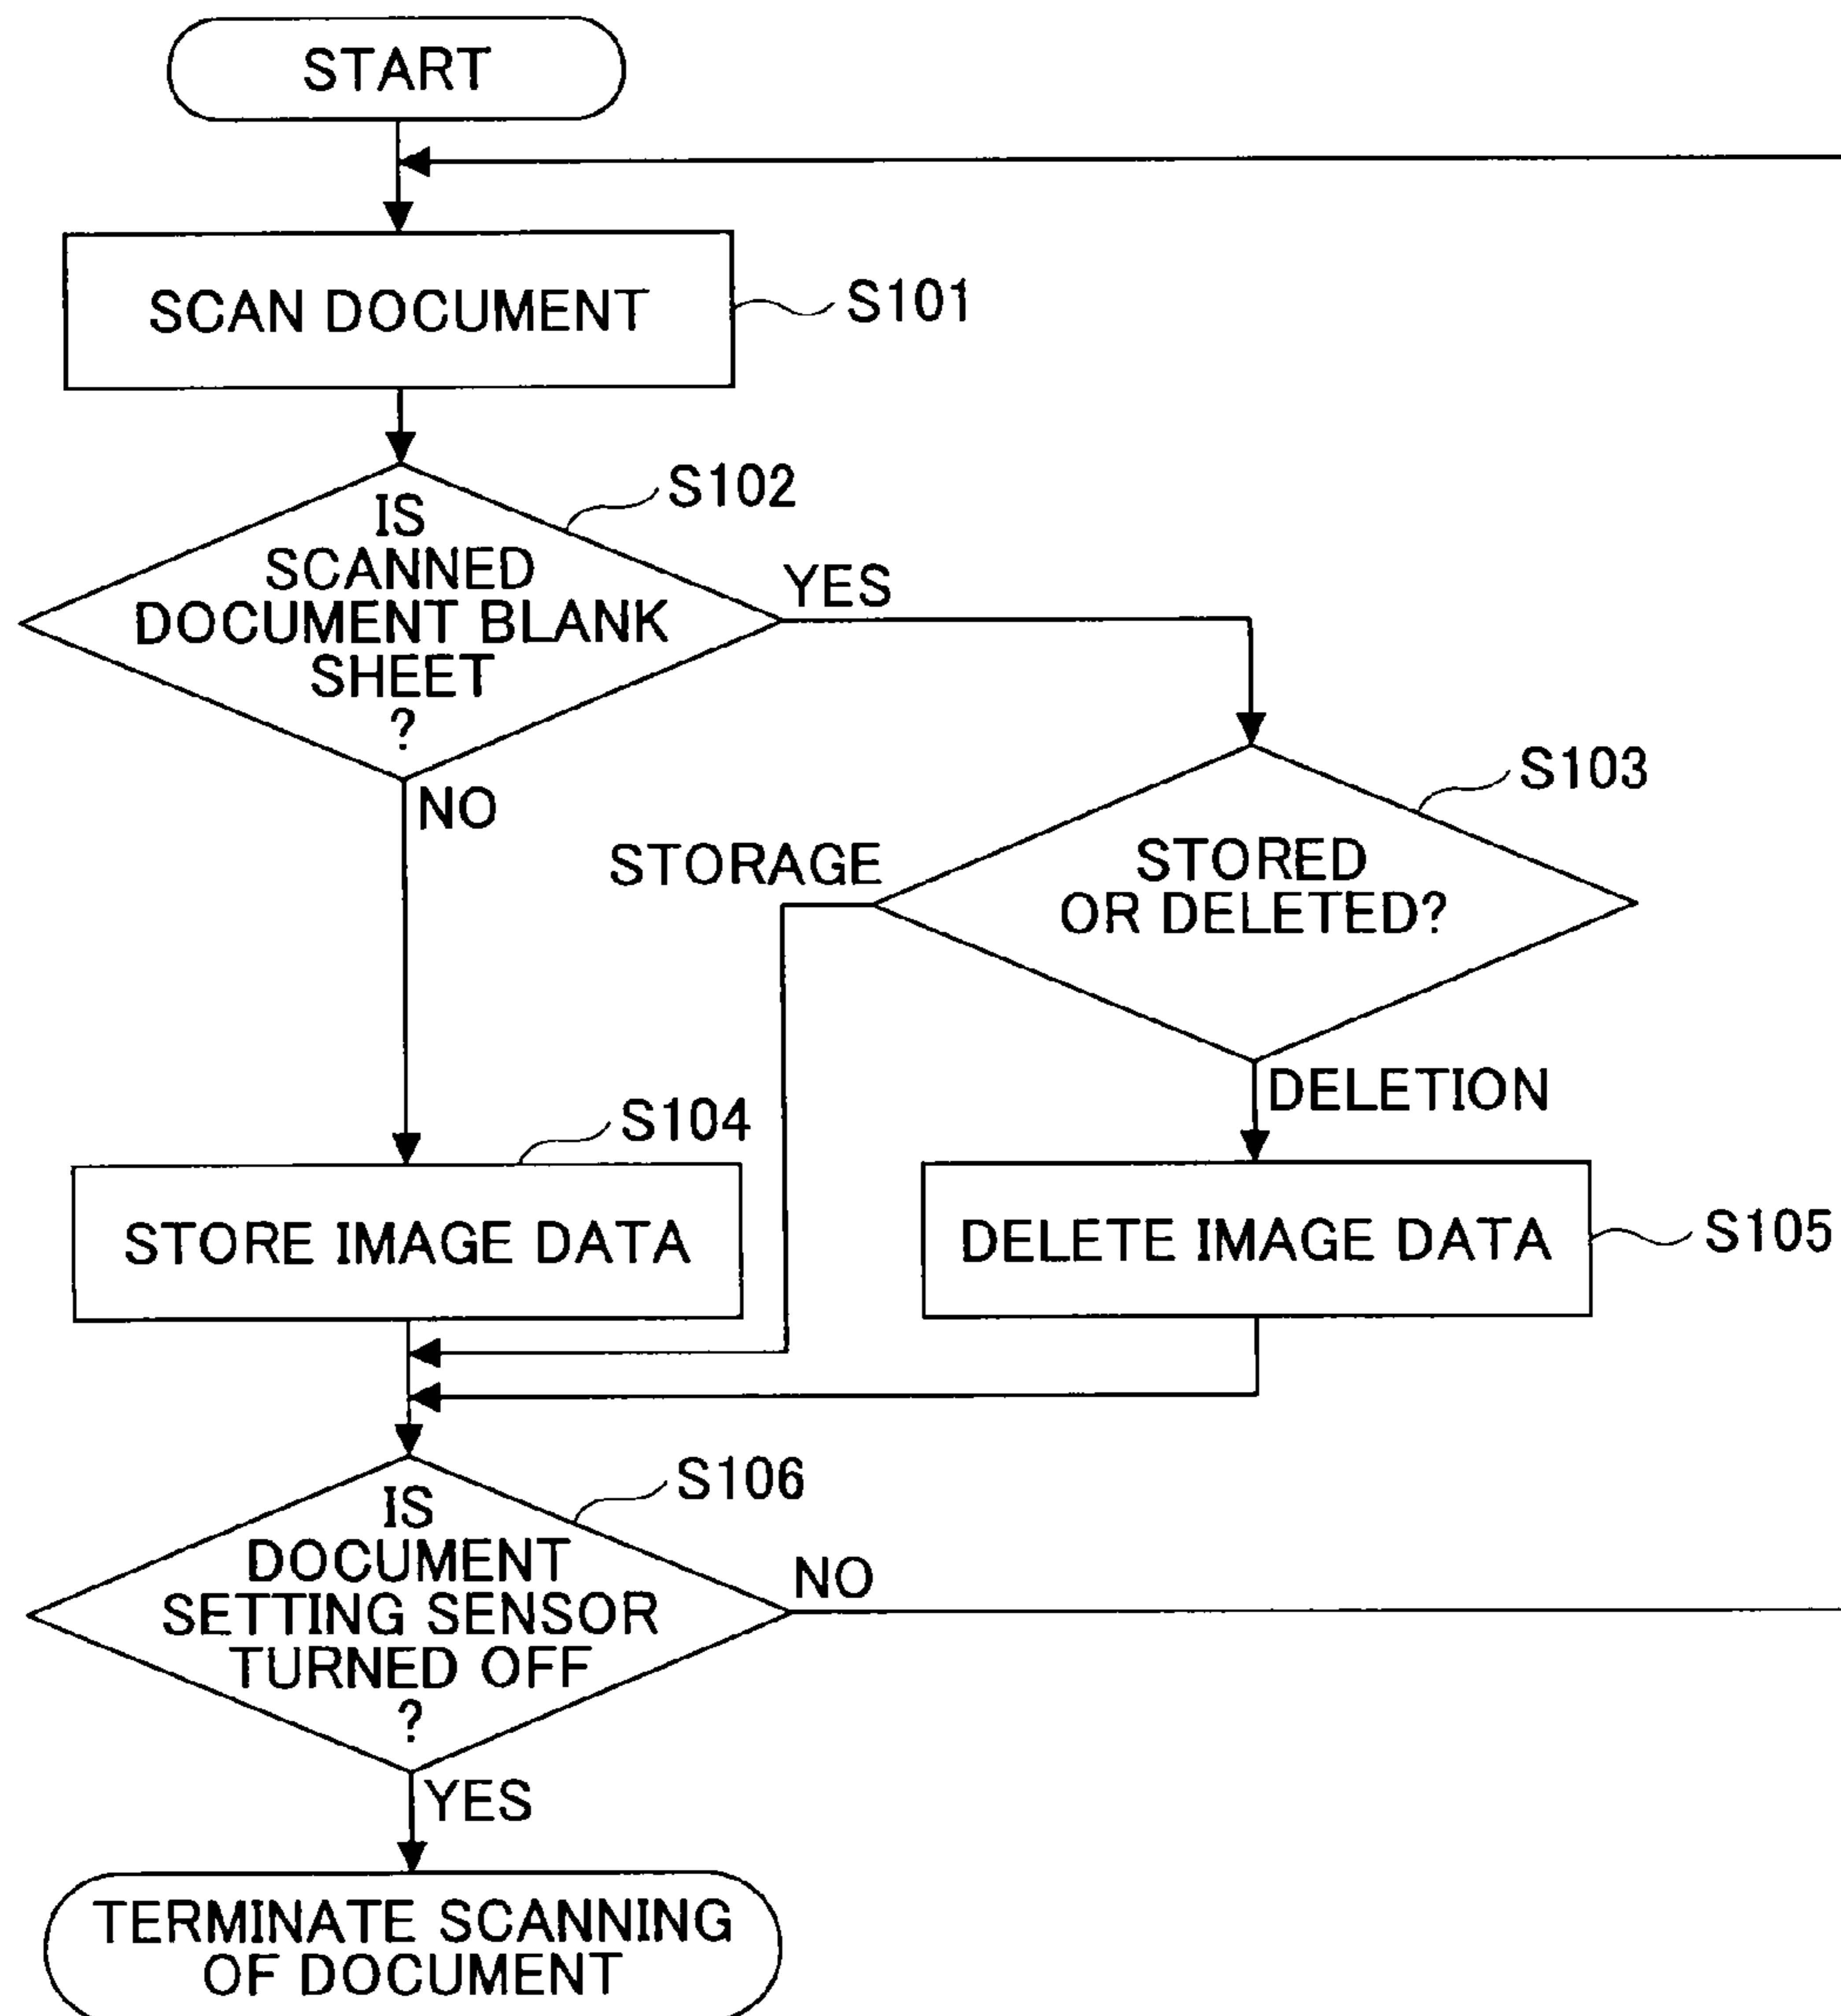 START
SCAN DOCUMENT
S101
S102
IS
SCANNED
DOCUMENT BLANK
SHEET
?
YES
NO
S103
STORED
OR DELETED?
STORAGE
DELETION
S104
STORE IMAGE DATA
DELETE IMAGE DATA
S105
S106
IS
DOCUMENT
SETTING SENSOR
TURNED OFF
?
NO
YES
TERMINATE SCANNING
OF DOCUMENT